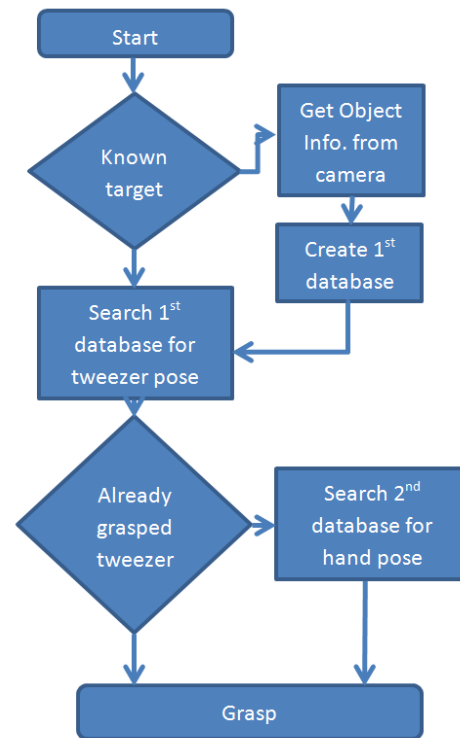 Start
Known
target
Get Object
Info. from
camera
Create 1st
database
Search 1st
database for
tweezer pose
Already
grasped
tweezer
Search 2nd
database for
hand pose
Grasp